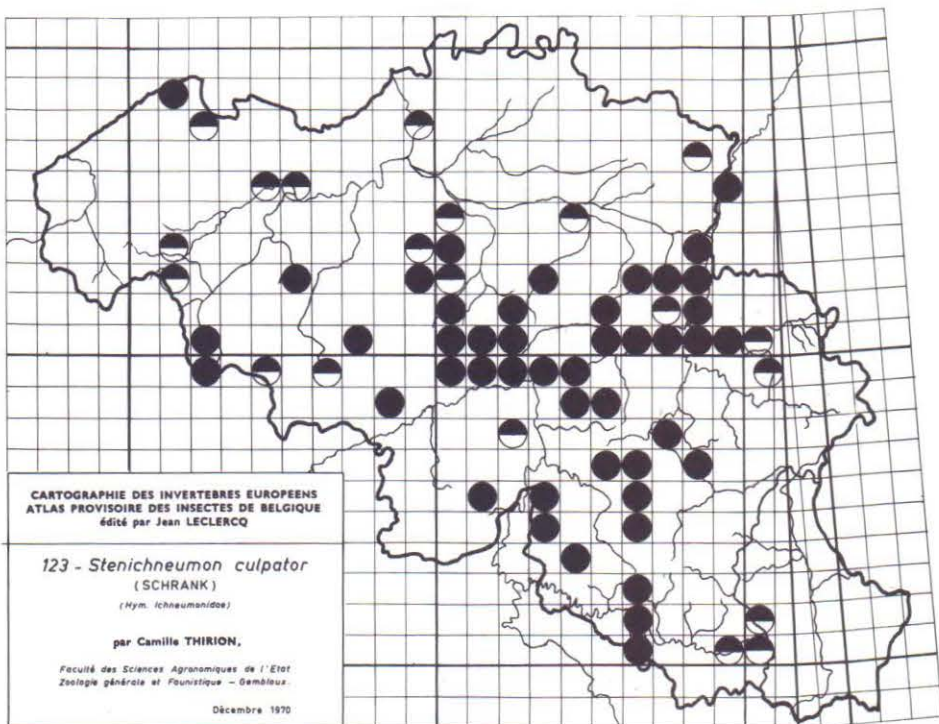 CARTOGRAPHIE DES INVERTEBRES EUROPEENS
ATLAS PROVISOIRE DES INSECTES DE BELGIQUE
édité par Jean LECLERCQ
123 - Stenichneumon culpator
(SCHRANK)
(Hym. Ichneumonidae)
par Camille THIRION,
Faculté des Sciences Agronomiques de l'Etat
Zoologie générale et Faunistique - Gembloux.
Décembre 1970